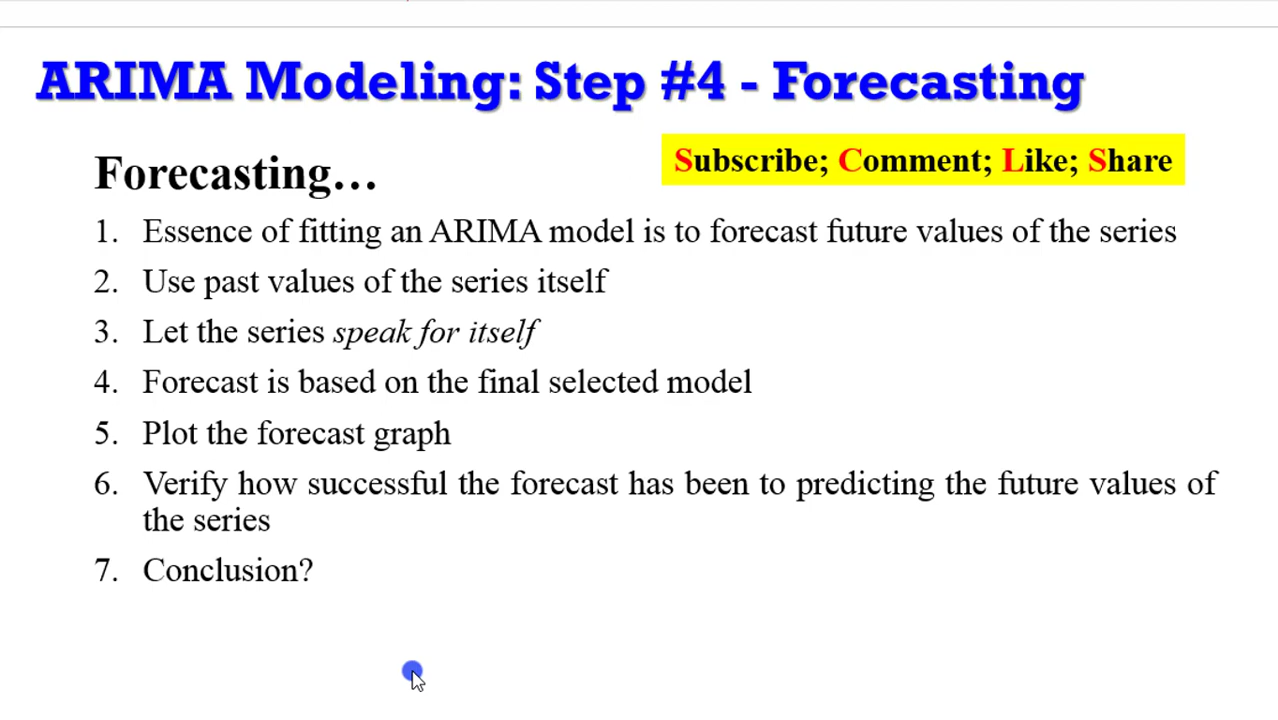 ARIMA Modeling: Step #4 - Forecasting
Subscribe; Comment; Like; Share
Forecasting…
1. Essence of fitting an ARIMA model is to forecast future values of the series
2. Use past values of the series itself
3. Let the series speak for itself
4. Forecast is based on the final selected model
5. Plot the forecast graph
6. Verify how successful the forecast has been to predicting the future values of
the series
7. Conclusion?